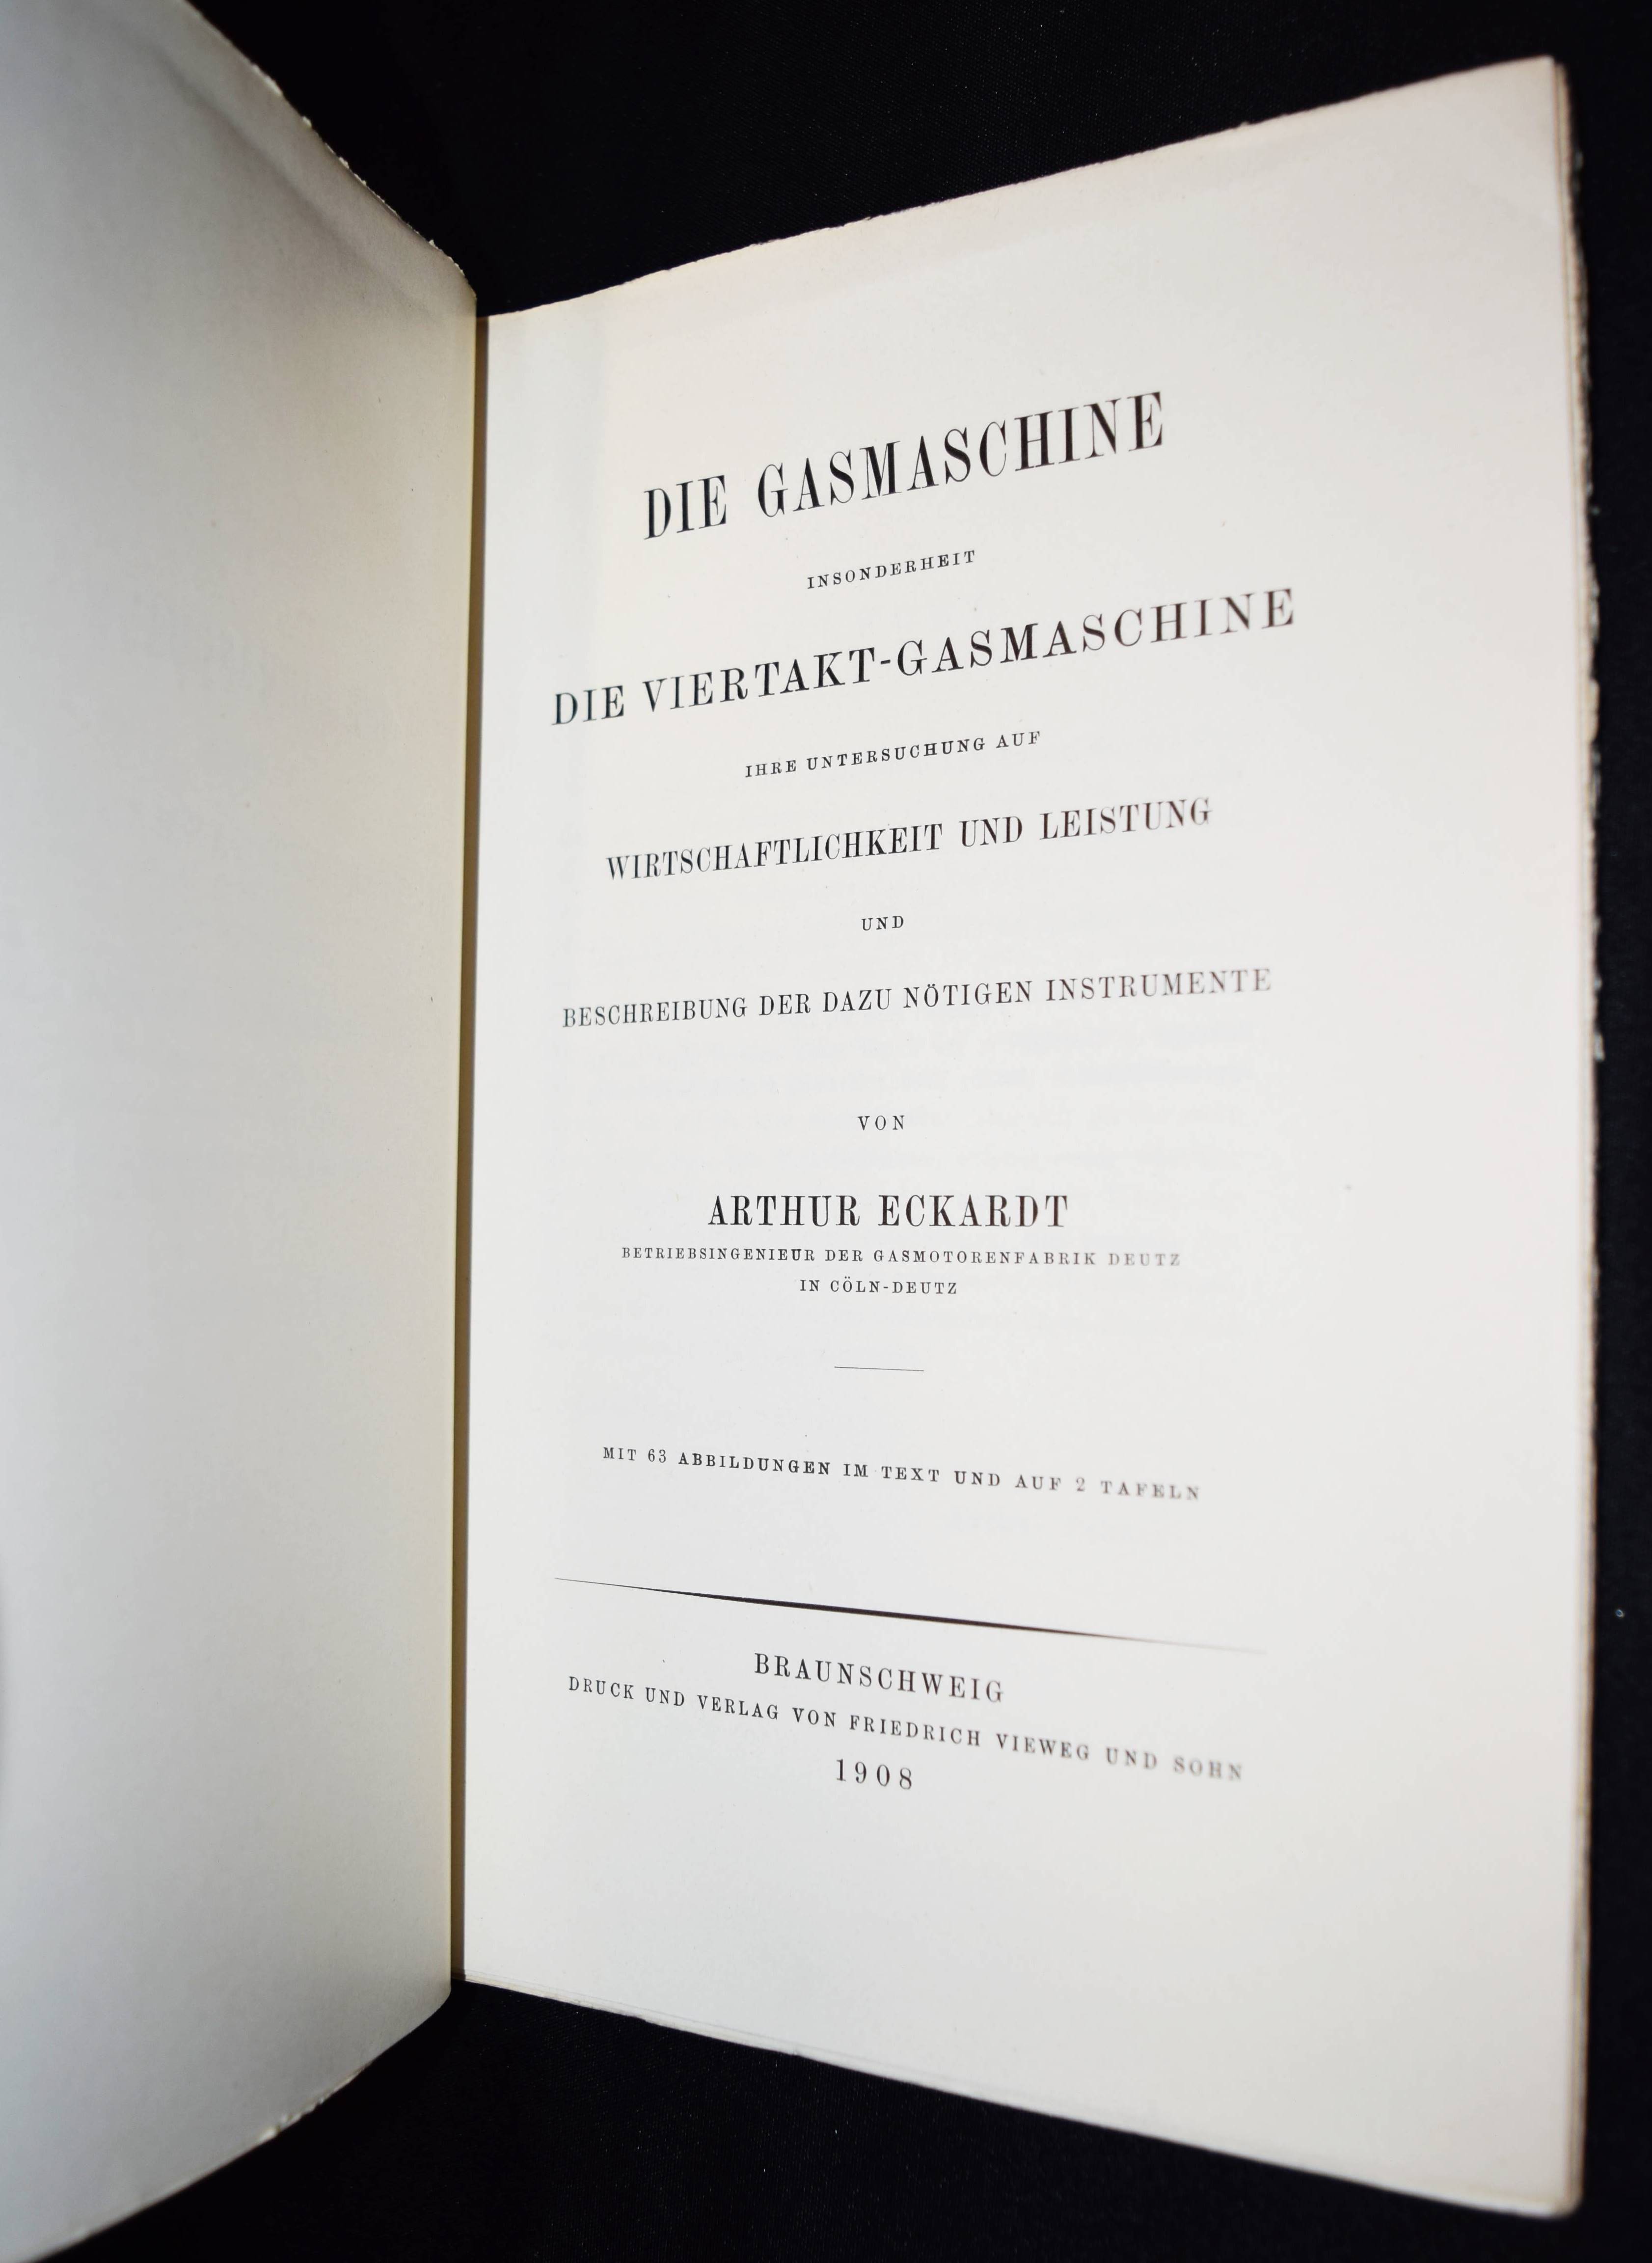 DIE GASMASCHINE
INSONDERHEIT
DIE VIERTAKT-GASMASCHINE
IHRE UNTERSUCHUNG AUF
WIRTSCHAFTLICHKEIT UND LEISTUNG
UND
BESCHREIBUNG DER DAZU NÖTIGEN INSTRUMENTE
VON
ARTHUR ECKARDT
BETRIEBSINGENIEUR DER GASMOTORENFABRIK DEUTZ
IN CÖLN-DEUTZ
MIT 63 ABBILDUNGEN IM TEXT UND AUF 2 TAFELN
BRAUNSCHWEIG
DRUCK UND VERLAG VON FRIEDRICH VIEWEG UND SOHN
1908